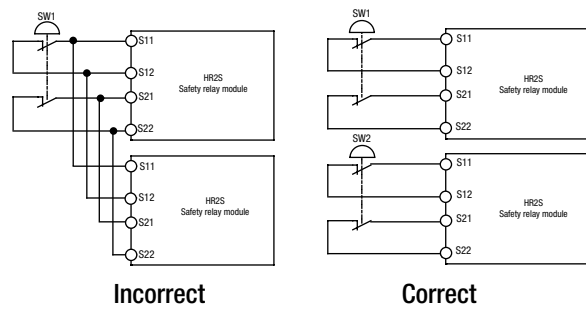 SW1
S11
S12
S21
S22
HR2S
Safety relay module
S11
S12
S21
S22
HR2S
Safety relay module
Incorrect
SW1
S11
S12
S21
S22
HR2S
Safety relay module
SW2
S11
S12
S21
S22
HR2S
Safety relay module
Correct